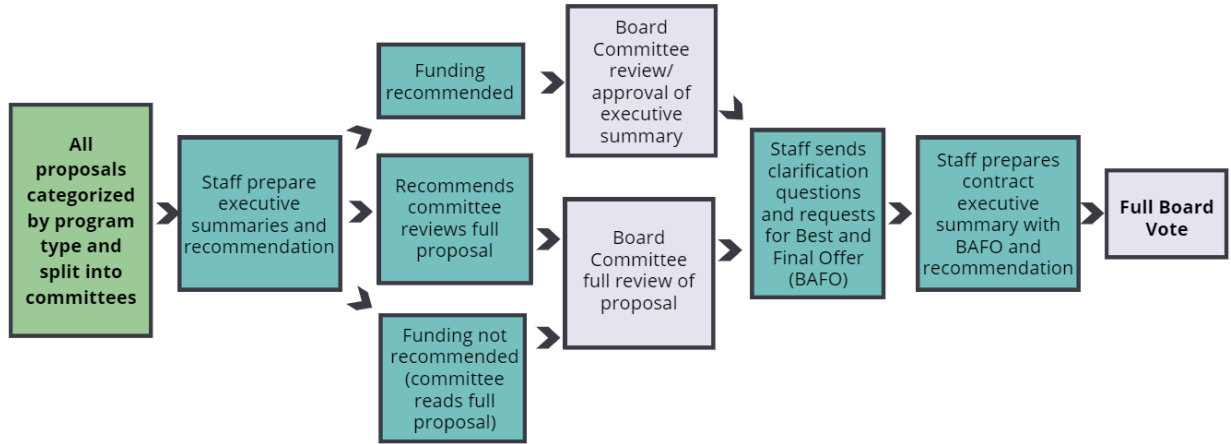 All
proposals
categorized
by program
type and
split into
committees
Staff prepare
executive
summaries and
recommendation
Funding
recommended
Recommends
committee
reviews full
proposal
Funding not
recommended
(committee
reads full
proposal)
Board
Committee
review/
approval of
executive
summary
Board
Committee
full review of
proposal
Staff sends
clarification
questions
and requests
for Best and
Final Offer
(BAFO)
Staff prepares
contract
executive
summary with
BAFO and
recommendation
Full Board
Vote